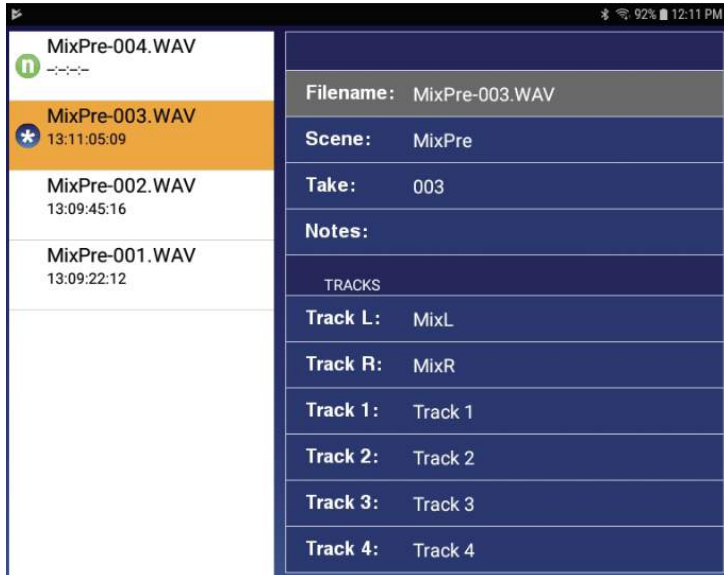 92% 12:11 PM
MixPre-004.WAV
n
--:--:--:--
MixPre-003.WAV
* 13:11:05:09
MixPre-002.WAV
13:09:45:16
MixPre-001.WAV
13:09:22:12
Filename: MixPre-003.WAV
Scene: MixPre
Take: 003
Notes:
TRACKS
Track L: MixL
Track R: MixR
Track 1: Track 1
Track 2: Track 2
Track 3: Track 3
Track 4: Track 4